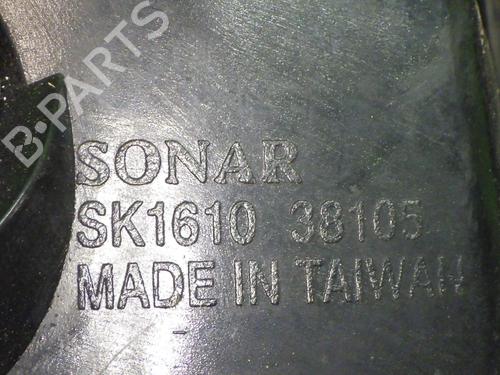 B-PARTS
SONAR
SK1610 38105
MADE IN TAIWAN